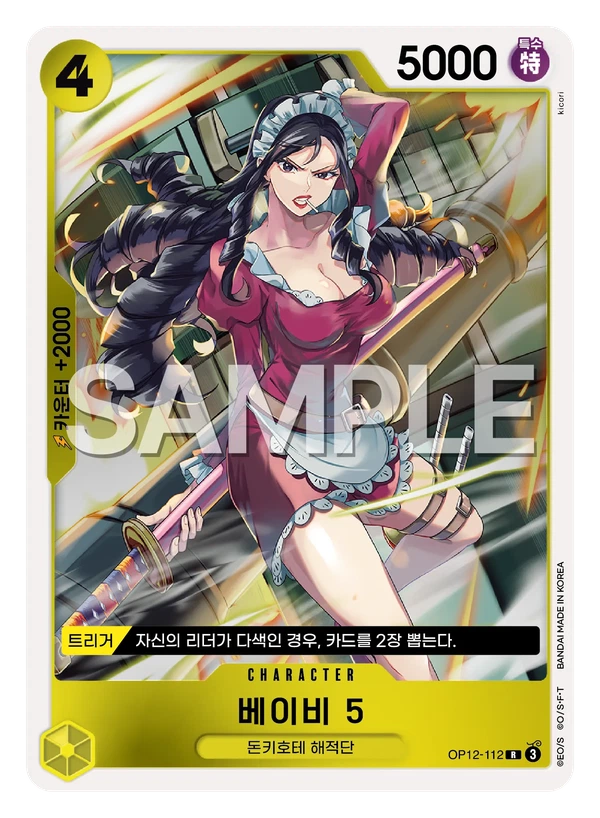 4
5000
특수
特
kicori
카운터 +2000
SAMPLE
트리거 자신의 리더가 다색인 경우, 카드를 2장 뽑는다.
CHARACTER
베이비 5
돈키호테 해적단
OP12-112 R 3
©EO/S ©O/S·F·T BANDAI MADE IN KOREA